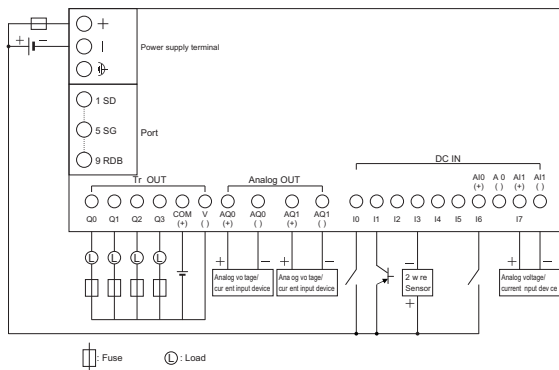 +
Power supply terminal
+ −
1 SD
5 SG
Port
9 RDB
Tr OUT
Analog OUT
DC IN
AI0 A 0 AI1 AI1
(+) ( ) (+) ( )
Q0 Q1 Q2 Q3 COM (+) V ( ) AQ0 (+) AQ0 ( ) AQ1 (+) AQ1 ( ) I0 I1 I2 I3 I4 I5 I6 I7
L L L L
+ − + − − + −
Analog vo tage/ Ana og vo tage/ 2 w re Analog voltage/
cur ent input device cur ent input device Sensor current nput dev ce
+
: Fuse L : Load